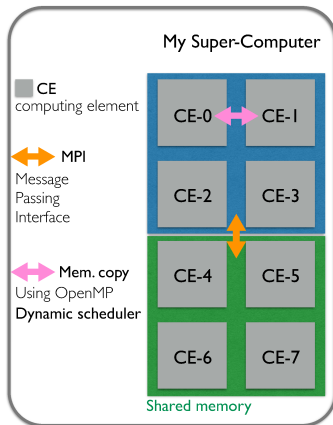 My Super-Computer
CE
computing element
MPI
Message
Passing
Interface
Mem. copy
Using OpenMP
Dynamic scheduler
CE-0 CE-1
CE-2 CE-3
CE-4 CE-5
CE-6 CE-7
Shared memory